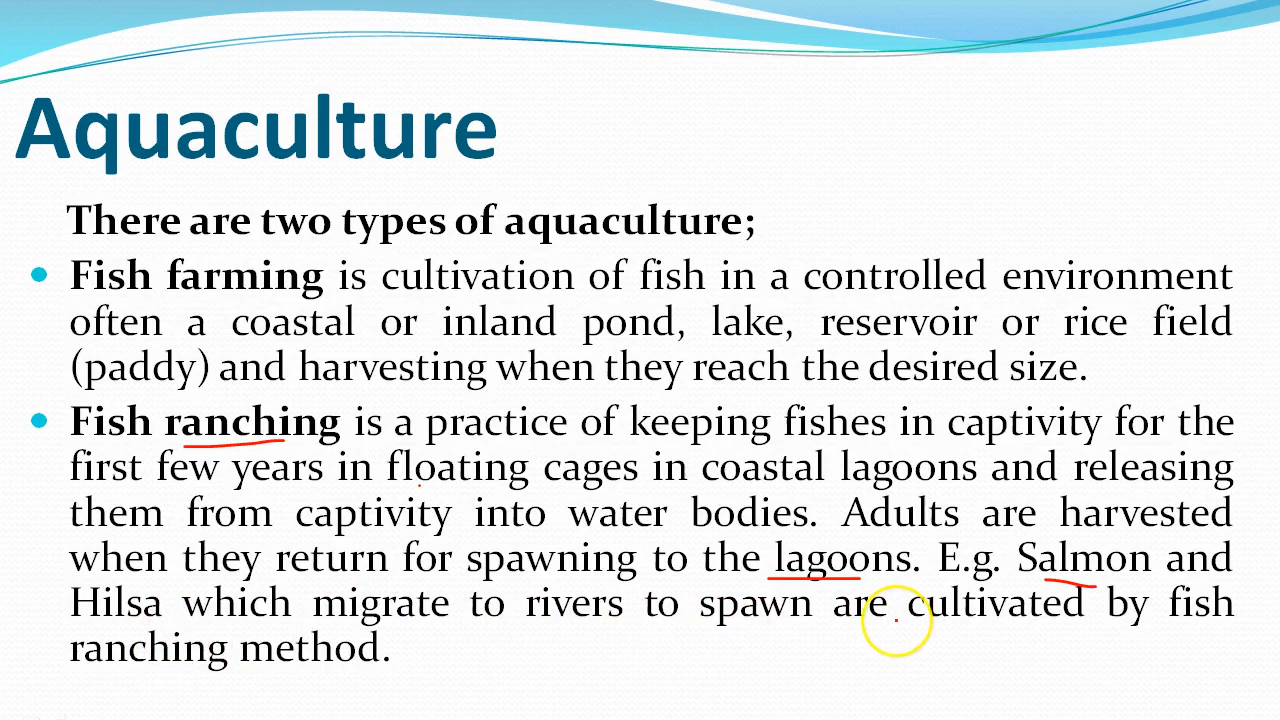 Aquaculture
There are two types of aquaculture;
• Fish farming is cultivation of fish in a controlled environment
often a coastal or inland pond, lake, reservoir or rice field
(paddy) and harvesting when they reach the desired size.
• Fish ranching is a practice of keeping fishes in captivity for the
first few years in floating cages in coastal lagoons and releasing
them from captivity into water bodies. Adults are harvested
when they return for spawning to the lagoons. E.g. Salmon and
Hilsa which migrate to rivers to spawn are cultivated by fish
ranching method.